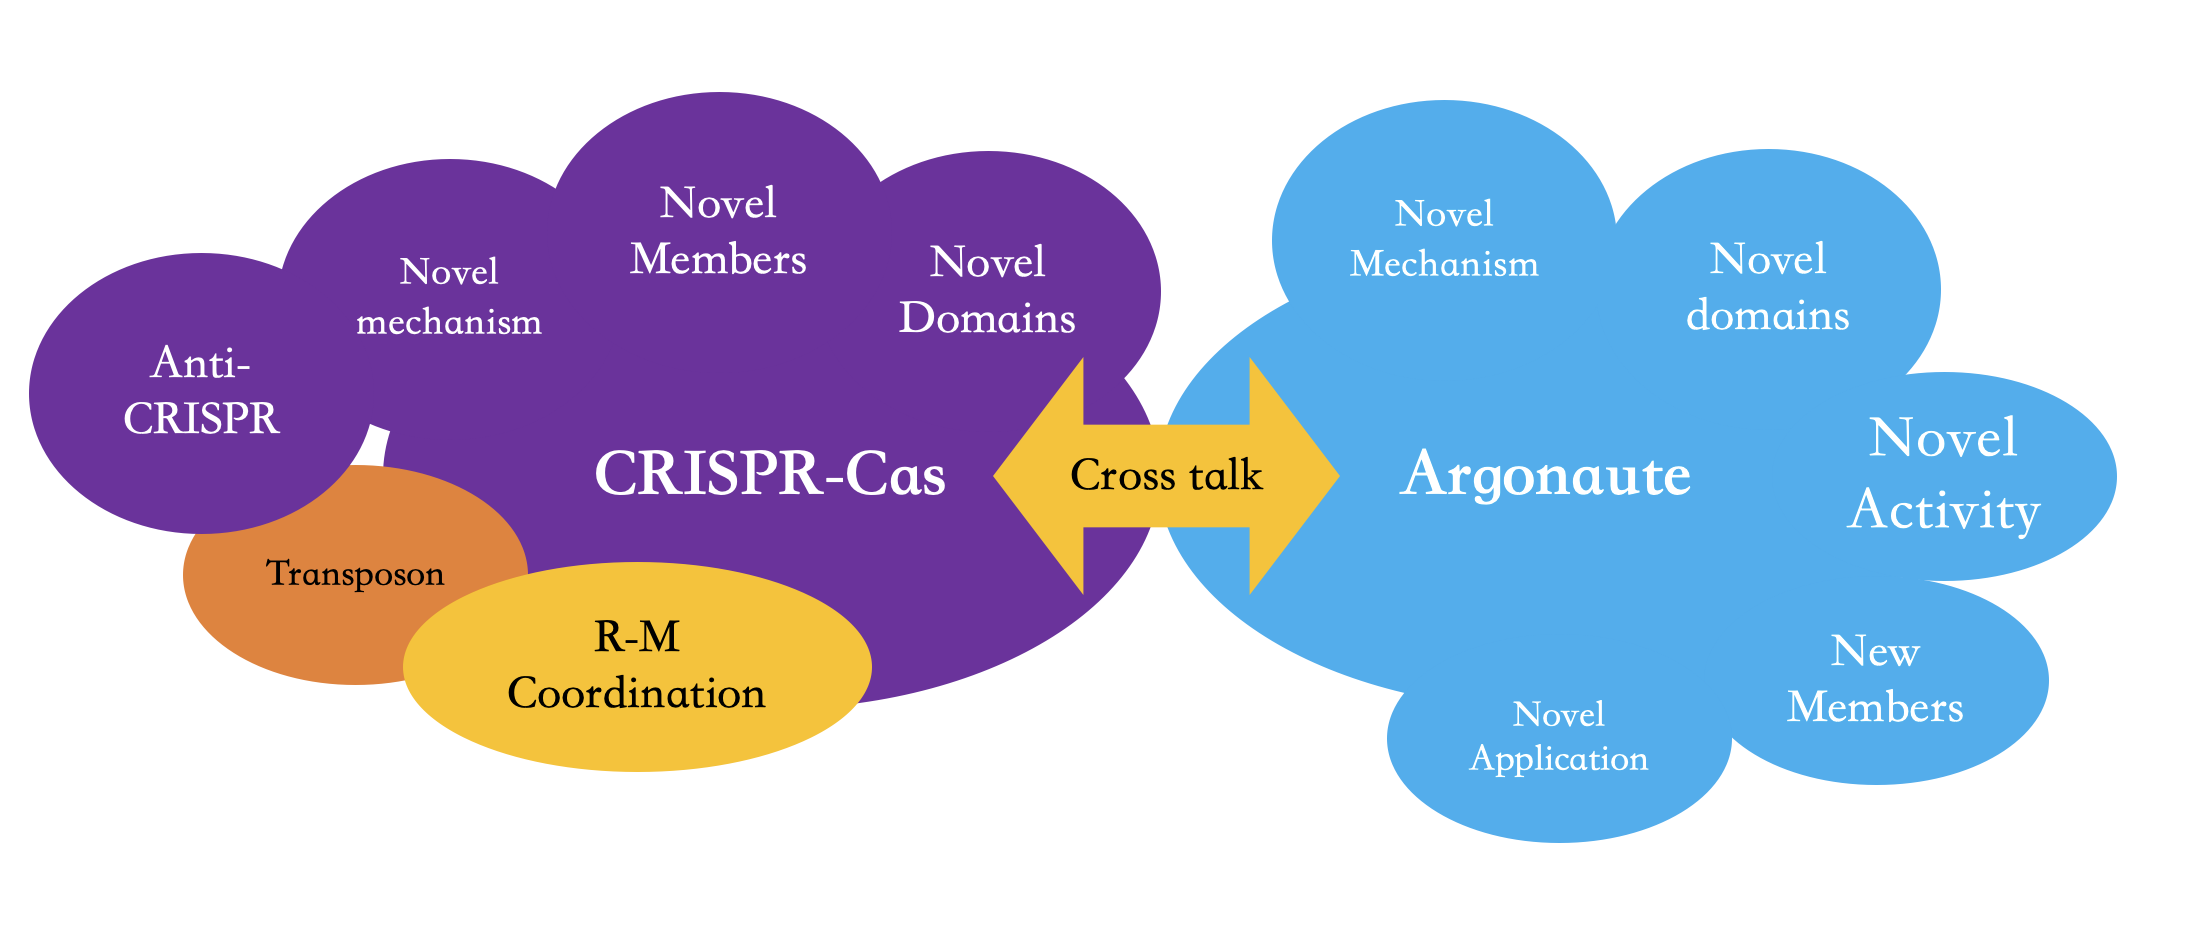 Anti-
CRISPR
Novel
mechanism
Novel
Members
Novel
Domains
CRISPR-Cas
Transposon
R-M
Coordination
Cross talk
Novel
Mechanism
Novel
domains
Argonaute
Novel
Activity
New
Members
Novel
Application